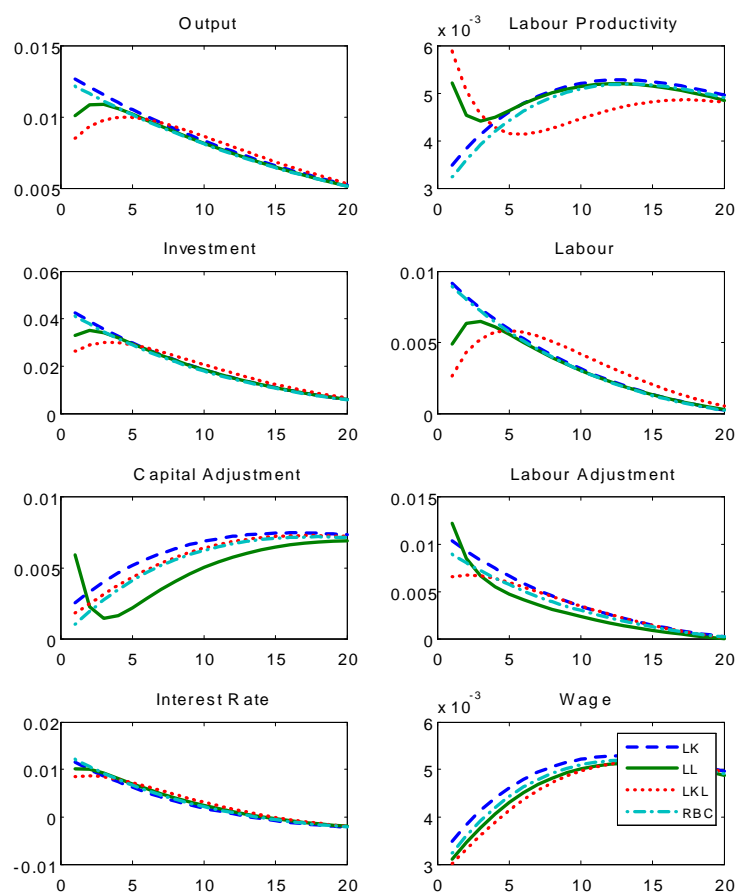 Output
0.015
0.01
0.005
0 5 10 15 20
Labour Productivity
x 10^-3
6
5
4
3
0 5 10 15 20
Investment
0.06
0.04
0.02
0
0 5 10 15 20
Labour
0.01
0.005
0
0 5 10 15 20
Capital Adjustment
0.01
0.005
0
0 5 10 15 20
Labour Adjustment
0.015
0.01
0.005
0
0 5 10 15 20
Interest Rate
0.02
0.01
0
-0.01
0 5 10 15 20
Wage
x 10^-3
6
5
4
3
0 5 10 15 20
LK
LL
LKL
RBC